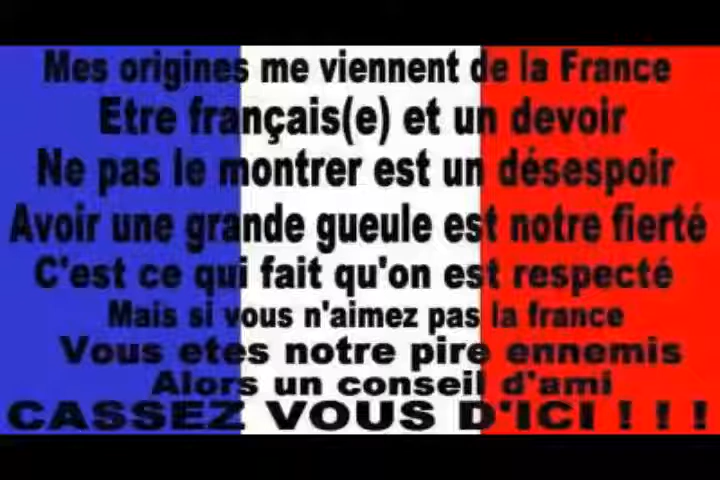 Mes origines me viennent de la France
Etre français(e) et un devoir
Ne pas le montrer est un désespoir
Avoir une grande gueule est notre fierté
C'est ce qui fait qu'on est respecté
Mais si vous n'aimez pas la france
Vous etes notre pire ennemis
Alors un conseil d'ami
CASSEZ VOUS D'ICI ! ! !